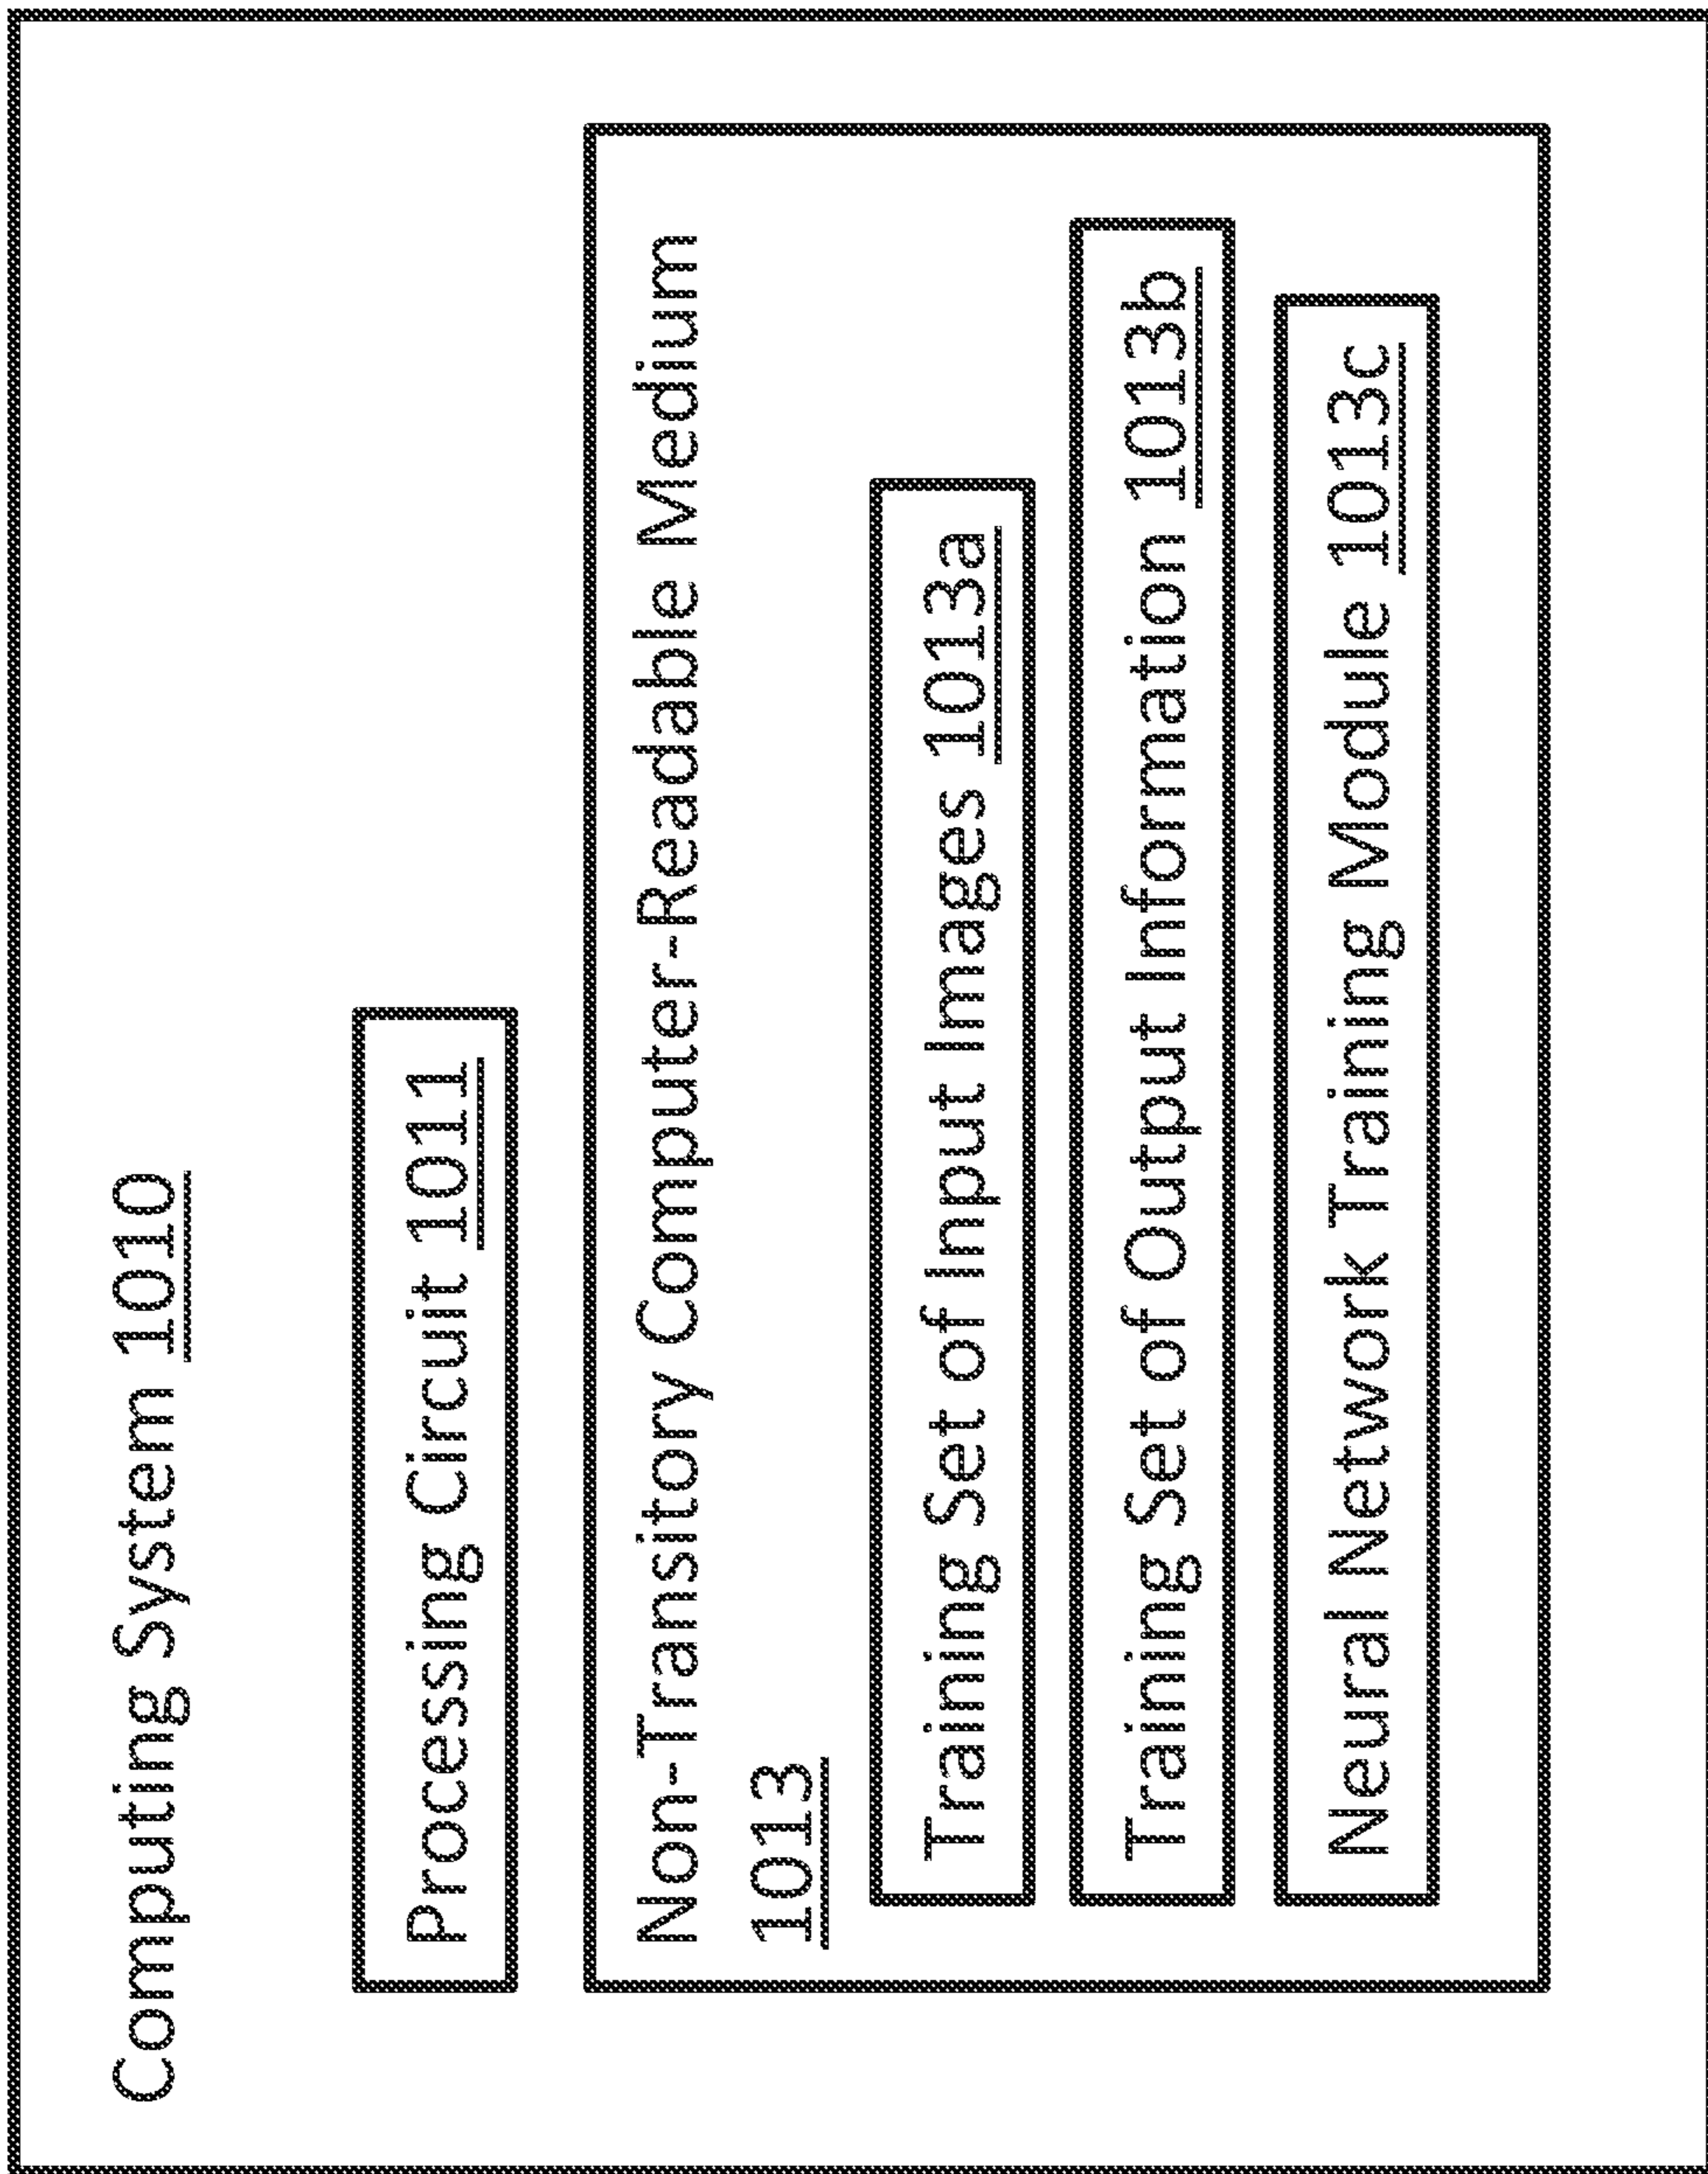 Computing System 1010
Processing Circuit 1011
Non-Transitory Computer-Readable Medium
1013
Training Set of Input Images 1013a
Training Set of Output Information 1013b
Neural Network Training Module 1013c